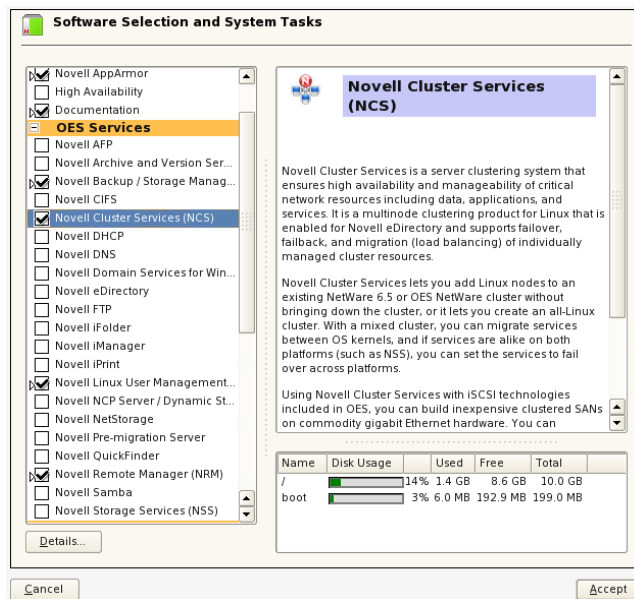 Software Selection and System Tasks
Novell AppArmor
High Availability
Documentation
OES Services
Novell AFP
Novell Archive and Version Ser...
Novell Backup / Storage Manag...
Novell CIFS
Novell Cluster Services (NCS)
Novell DHCP
Novell DNS
Novell Domain Services for Win...
Novell eDirectory
Novell FTP
Novell iFolder
Novell iManager
Novell iPrint
Novell Linux User Management...
Novell NCP Server / Dynamic St...
Novell NetStorage
Novell Pre-migration Server
Novell QuickFinder
Novell Remote Manager (NRM)
Novell Samba
Novell Storage Services (NSS)
Details...
N
Novell Cluster Services
(NCS)
Novell Cluster Services is a server clustering system that
ensures high availability and manageability of critical
network resources including data, applications, and
services. It is a multinode clustering product for Linux that is
enabled for Novell eDirectory and supports failover,
failback, and migration (load balancing) of individually
managed cluster resources.
Novell Cluster Services lets you add Linux nodes to an
existing NetWare 6.5 or OES NetWare cluster without
bringing down the cluster, or it lets you create an all-Linux
cluster. With a mixed cluster, you can migrate services
between OS kernels, and if services are alike on both
platforms (such as NSS), you can set the services to fail
over across platforms.
Using Novell Cluster Services with iSCSI technologies
included in OES, you can build inexpensive clustered SANs
on commodity gigabit Ethernet hardware. You can
Name Disk Usage Used Free Total
/ 14% 1.4 GB 8.6 GB 10.0 GB
boot 3% 6.0 MB 192.9 MB 199.0 MB
Cancel
Accept